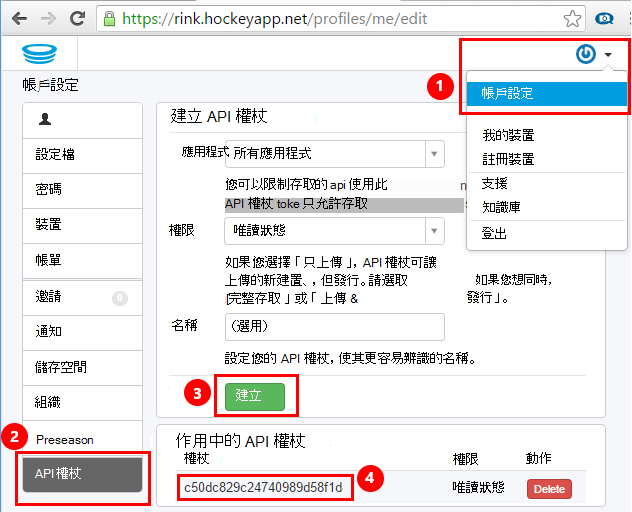 https://rink.hockeyapp.net/profiles/me/edit
1
帳戶設定
帳戶設定
我的裝置
註冊裝置
支援
知識庫
登出
設定檔
密碼
裝置
帳單
邀請 0
通知
儲存空間
組織
Preseason
2
API 權杖
建立 API 權杖
應用程式 所有應用程式
您可以限制存取的 api 使用此
API 權杖 toke 只允許存取
權限 唯讀狀態
如果您選擇「只上傳」, API 權杖可讓
上傳的新建置、, 但發行。請選取 如果您想同時,
[完整存取」或「上傳 & 發行」。
名稱 (選用)
設定您的 API 權杖, 使其更容易辨識的名稱。
3
建立
作用中的 API 權杖
權杖 權限 動作
4
c50dc829c24740989d58f1d 唯讀狀態 Delete